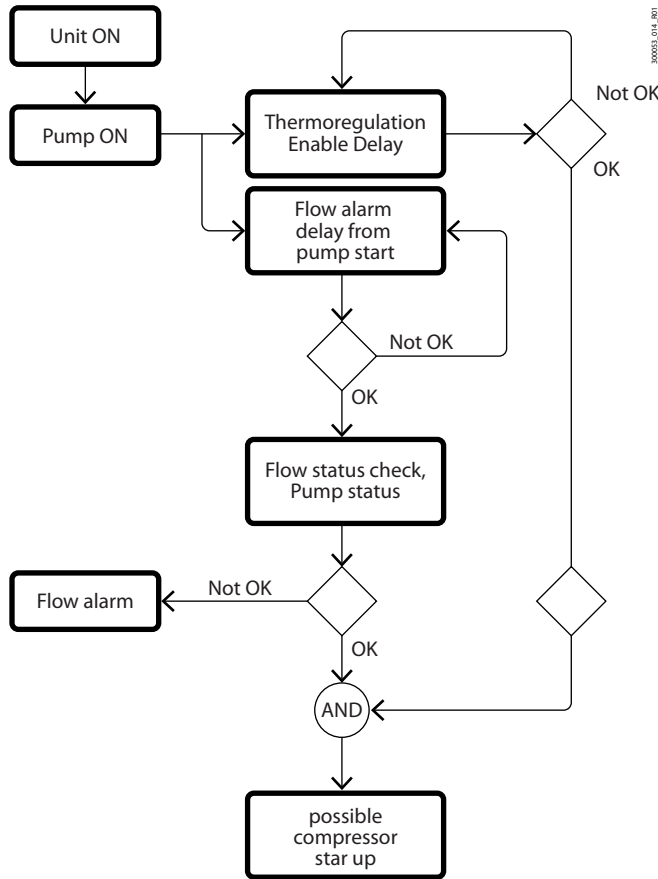 Unit ON
300053_014_R01
Pump ON
Thermoregulation
Enable Delay
Not OK
OK
Flow alarm
delay from
pump start
Not OK
OK
Flow status check,
Pump status
Flow alarm
Not OK
OK
AND
possible
compressor
star up